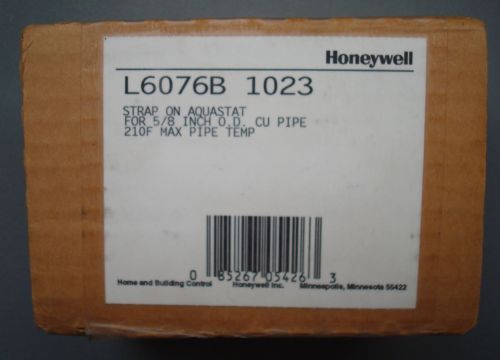 Honeywell
L6076B 1023
STRAP ON AQUASTAT
FOR 5/8 INCH O.D. CU PIPE
210F MAX PIPE TEMP
0 85267 05426 3
Home and Building Control Honeywell Inc. Minneapolis, Minnesota 55422